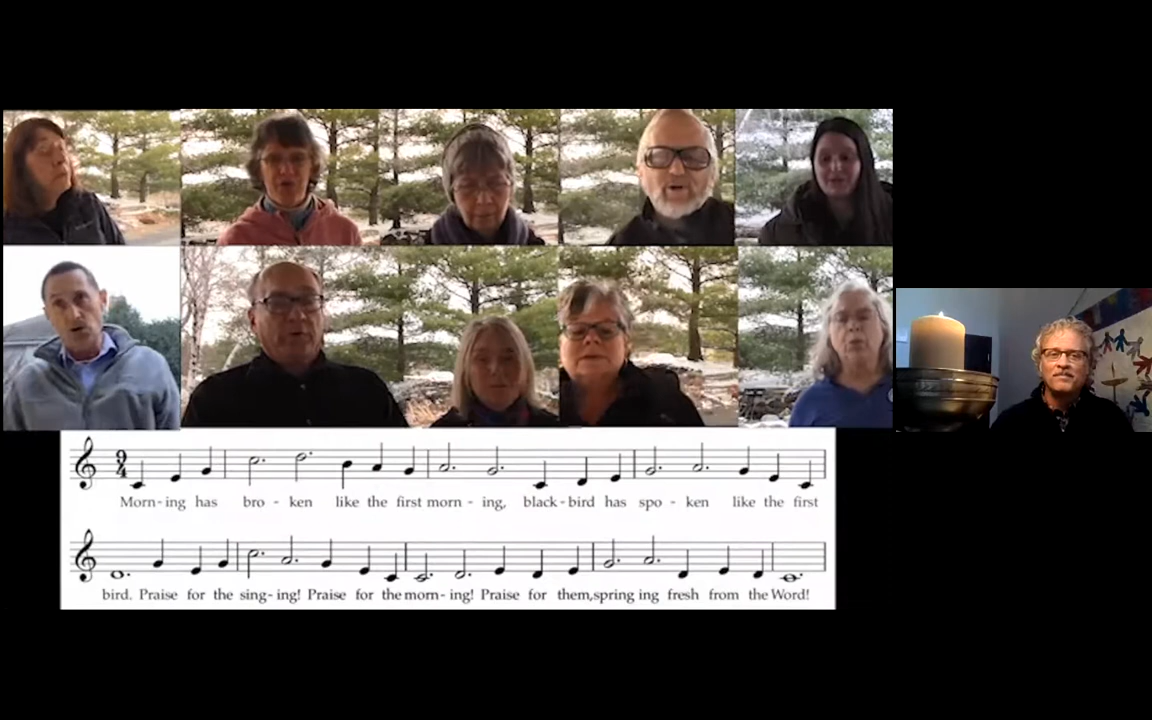 9
4
Morn-ing has bro - ken like the first morn - ing, black-bird has spo - ken like the first
bird. Praise for the sing-ing! Praise for the morn-ing! Praise for them, spring ing fresh from the Word!